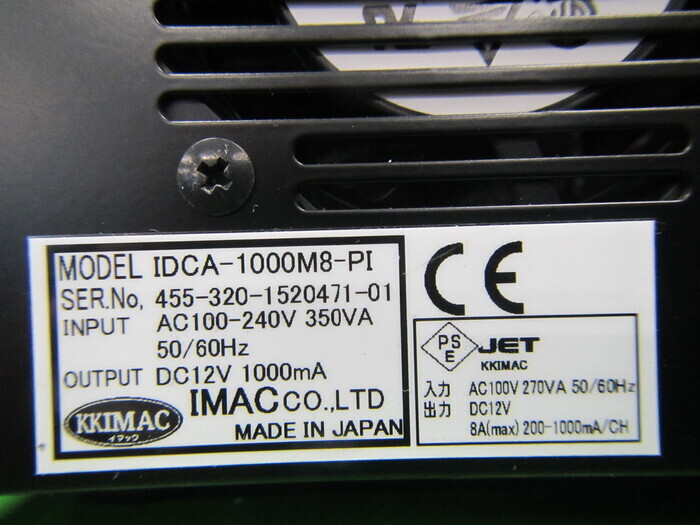 MODEL IDCA-1000M8-PI
SER.No, 455-320-1520471-01
INPUT AC100-240V 350VA
50/60Hz
OUTPUT DC12V 1000mA
KKIMAC
イマック
IMAC CO.,LTD
MADE IN JAPAN
CE
PS
E
JET
KKIMAC
入力 AC100V 270VA 50/60Hz
出力 DC12V
8A(max) 200-1000mA/CH